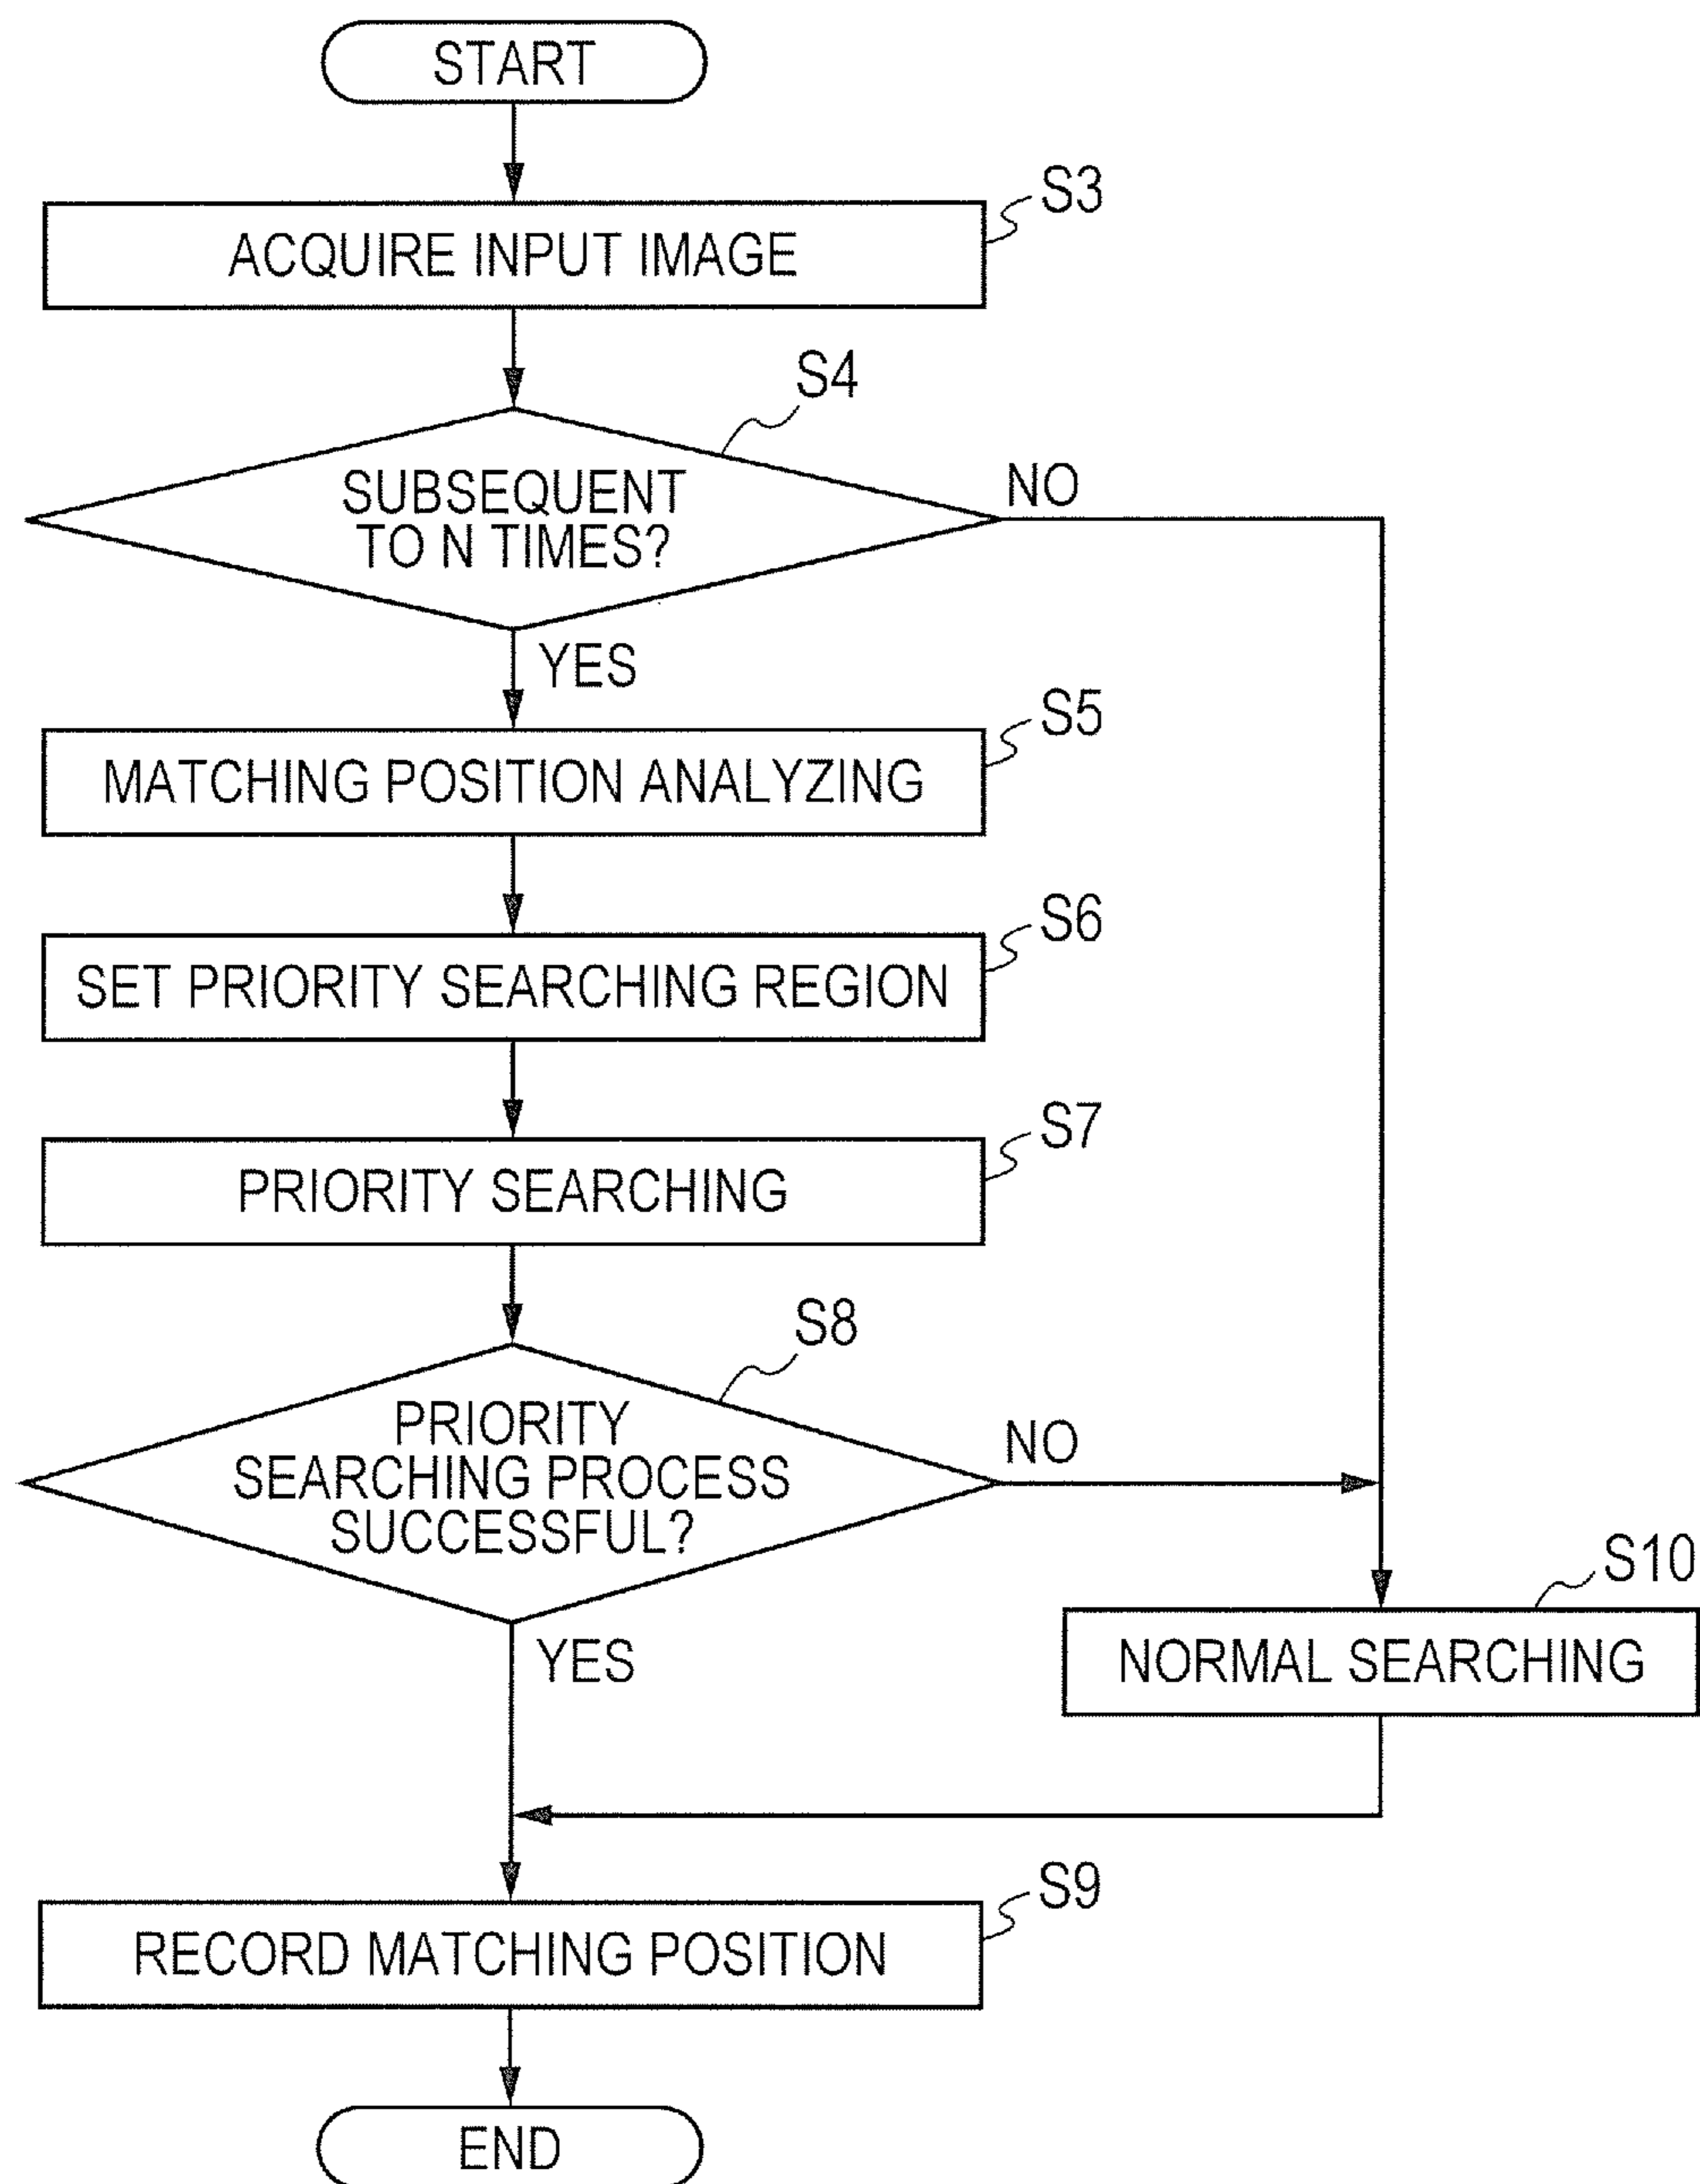 START
S3
ACQUIRE INPUT IMAGE
S4
SUBSEQUENT
TO N TIMES?
NO
YES
S5
MATCHING POSITION ANALYZING
S6
SET PRIORITY SEARCHING REGION
S7
PRIORITY SEARCHING
S8
PRIORITY
SEARCHING PROCESS
SUCCESSFUL?
NO
YES
S10
NORMAL SEARCHING
S9
RECORD MATCHING POSITION
END